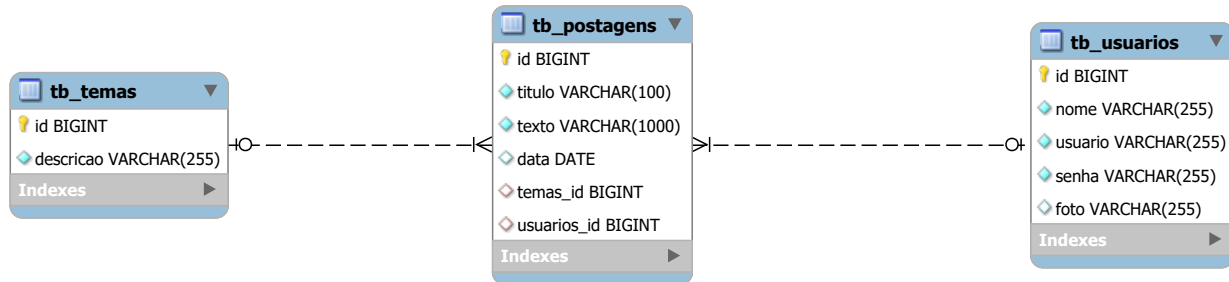 tb_temas
id BIGINT
descricao VARCHAR(255)
Indexes
tb_postagens
id BIGINT
titulo VARCHAR(100)
texto VARCHAR(1000)
data DATE
temas_id BIGINT
usuarios_id BIGINT
Indexes
tb_usuarios
id BIGINT
nome VARCHAR(255)
usuario VARCHAR(255)
senha VARCHAR(255)
foto VARCHAR(255)
Indexes